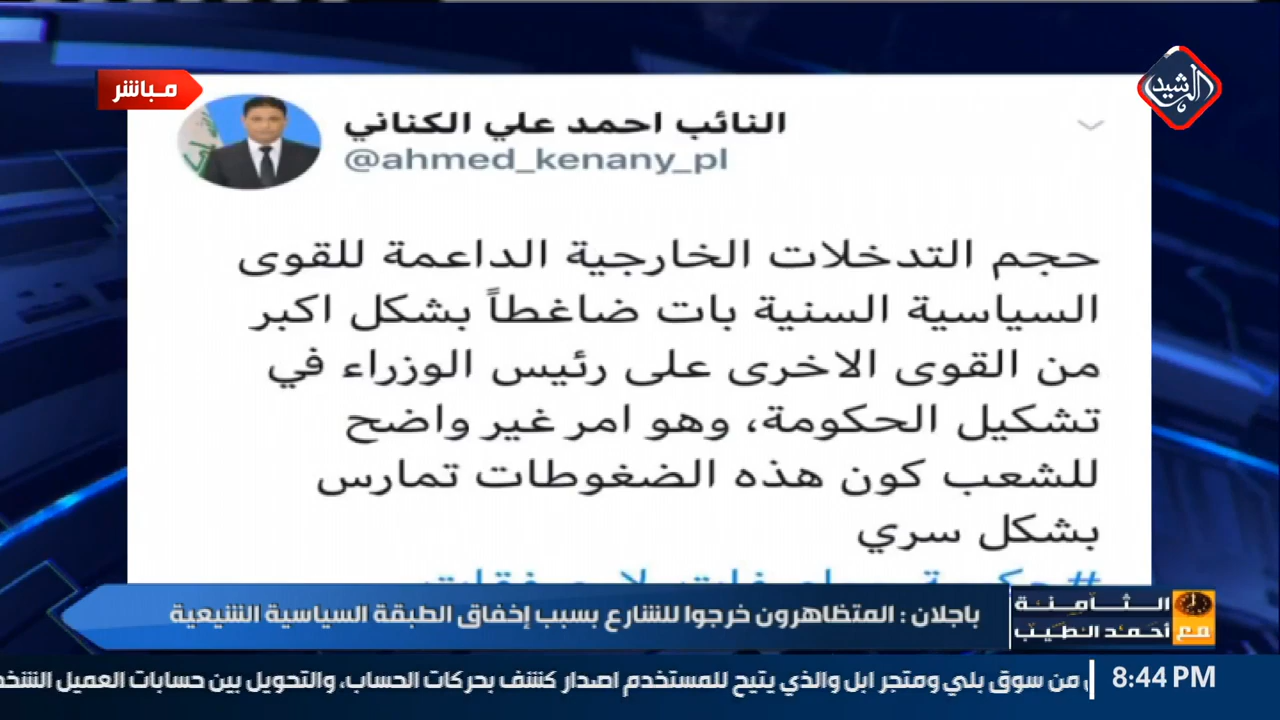 مباشر
الرشيد
النائب احمد علي الكناني
@ahmed_kenany_pl
حجم التدخلات الخارجية الداعمة للقوى
السياسية السنية بات ضاغطاً بشكل اكبر
من القوى الاخرى على رئيس الوزراء في
تشكيل الحكومة، وهو امر غير واضح
للشعب كون هذه الضغوطات تمارس
بشكل سري
باجلان : المتظاهرون خرجوا للشارع بسبب إخفاق الطبقة السياسية الشيعية
الثامنة
مع أحمد الطيب
من سوق بلي ومتجر ابل والذي يتيح للمستخدم اصدار كشف بحركات الحساب، والتحويل بين حسابات العميل
8:44 PM